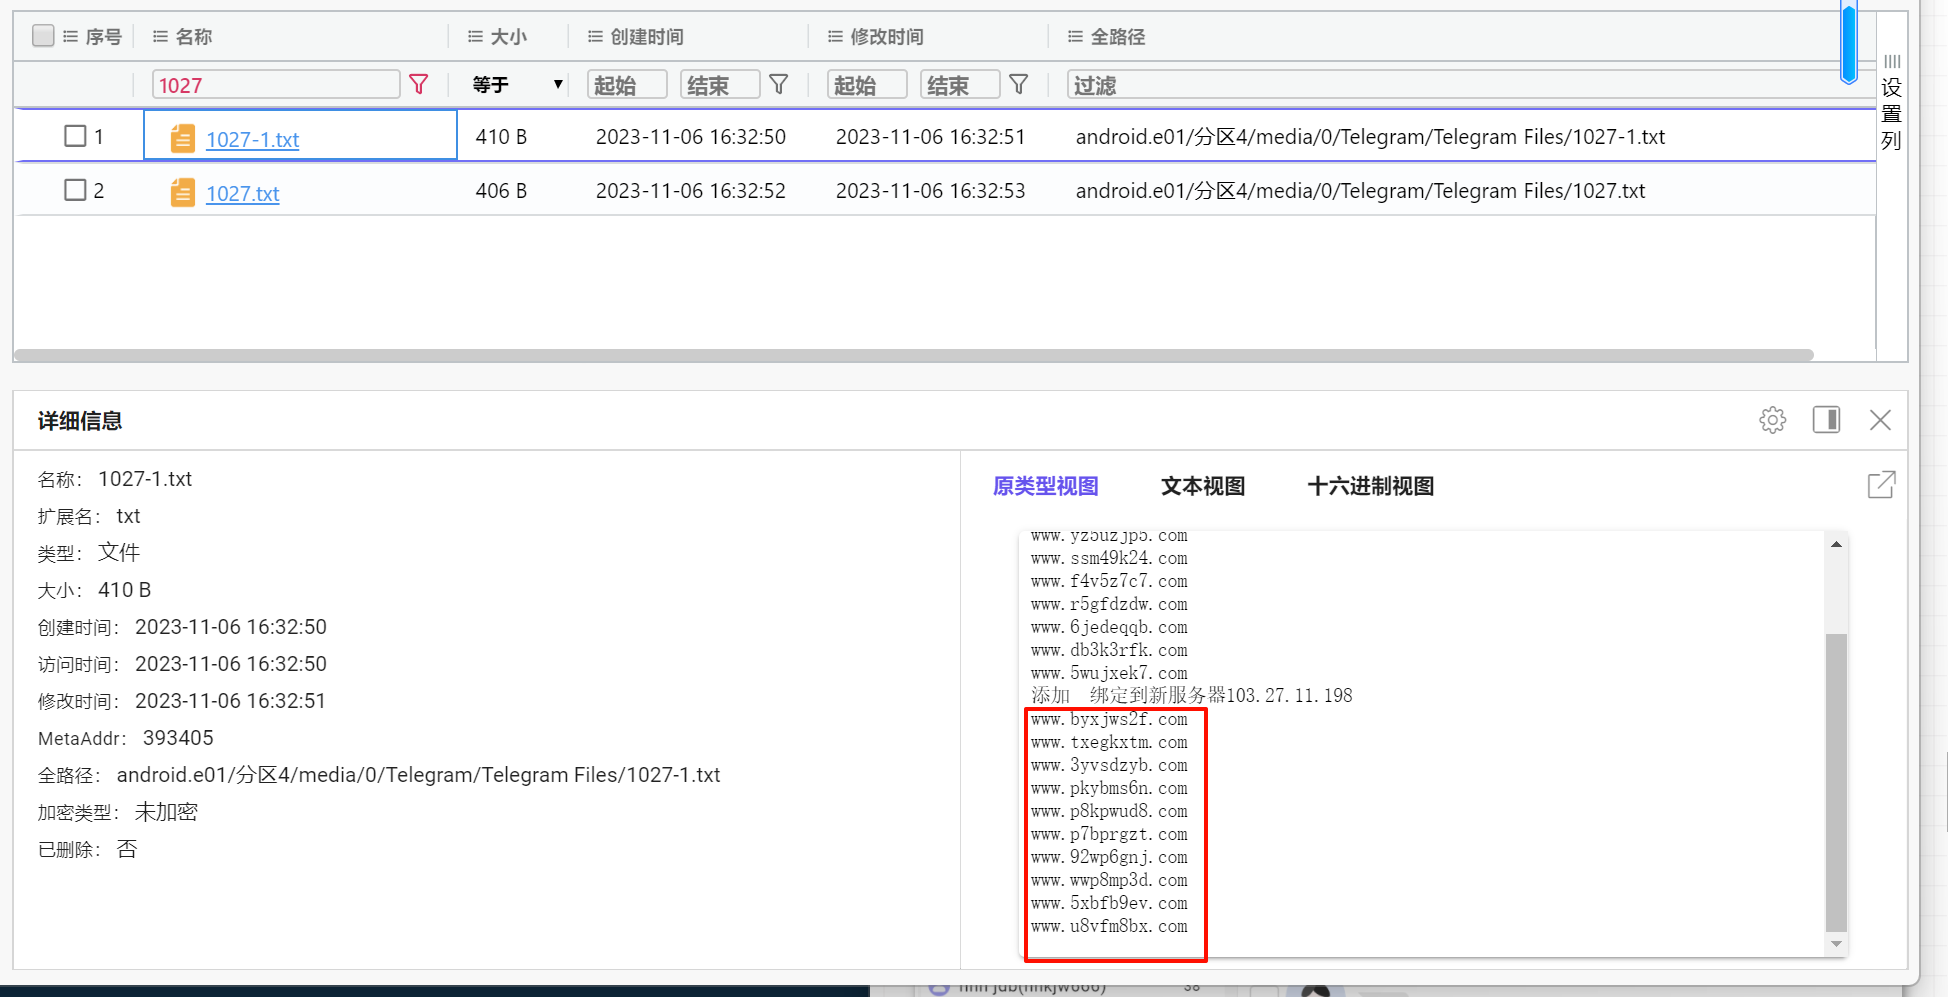 序号 名称 大小 创建时间 修改时间 全路径
1027 等于 起始 结束 起始 结束 过滤
设置列
1 1027-1.txt 410 B 2023-11-06 16:32:50 2023-11-06 16:32:51 android.e01/分区4/media/0/Telegram/Telegram Files/1027-1.txt
2 1027.txt 406 B 2023-11-06 16:32:52 2023-11-06 16:32:53 android.e01/分区4/media/0/Telegram/Telegram Files/1027.txt
详细信息
名称： 1027-1.txt
扩展名： txt
类型： 文件
大小： 410 B
创建时间： 2023-11-06 16:32:50
访问时间： 2023-11-06 16:32:50
修改时间： 2023-11-06 16:32:51
MetaAddr： 393405
全路径： android.e01/分区4/media/0/Telegram/Telegram Files/1027-1.txt
加密类型： 未加密
已删除： 否
原类型视图 文本视图 十六进制视图
www.yz5uzjp5.com
www.ssm49k24.com
www.f4v5z7c7.com
www.r5gfdzdw.com
www.6jedeqqb.com
www.db3k3rfk.com
www.5wujxek7.com
添加 绑定到新服务器103.27.11.198
www.byxjws2f.com
www.txegkxtm.com
www.3yvsdzyb.com
www.pkybms6n.com
www.p8kpwud8.com
www.p7bprgzt.com
www.92wp6gnj.com
www.wwp8mp3d.com
www.5xbfb9ev.com
www.u8vfm8bx.com